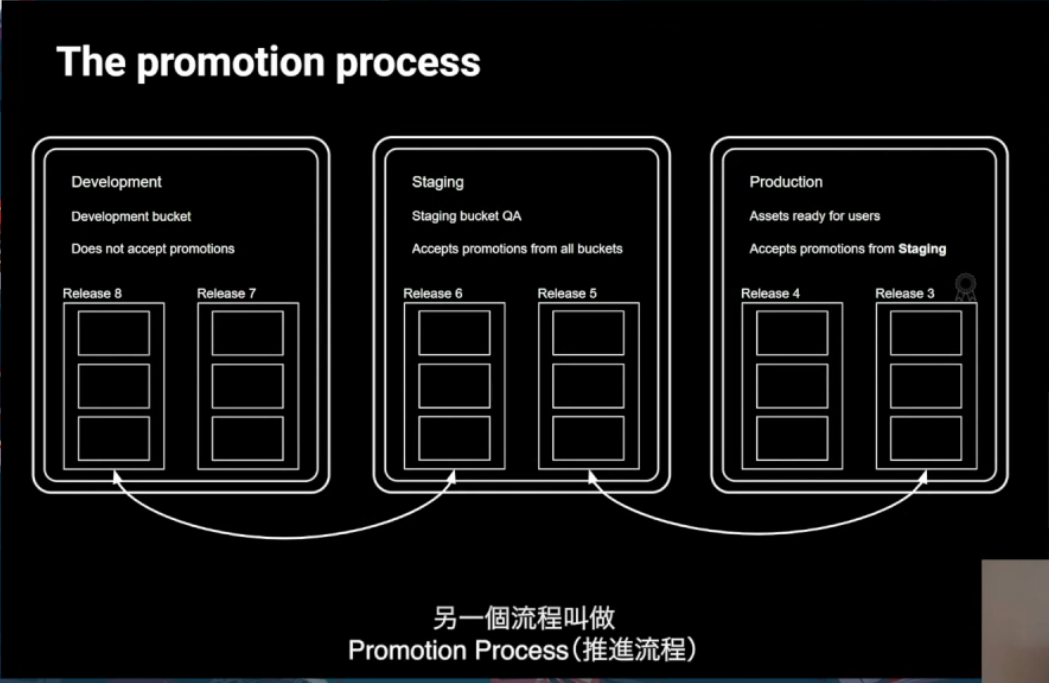 The promotion process
Development
Development bucket
Does not accept promotions
Release 8
Release 7
Staging
Staging bucket QA
Accepts promotions from all buckets
Release 6
Release 5
Production
Assets ready for users
Accepts promotions from Staging
Release 4
Release 3
另一個流程叫做
Promotion Process（推進流程）